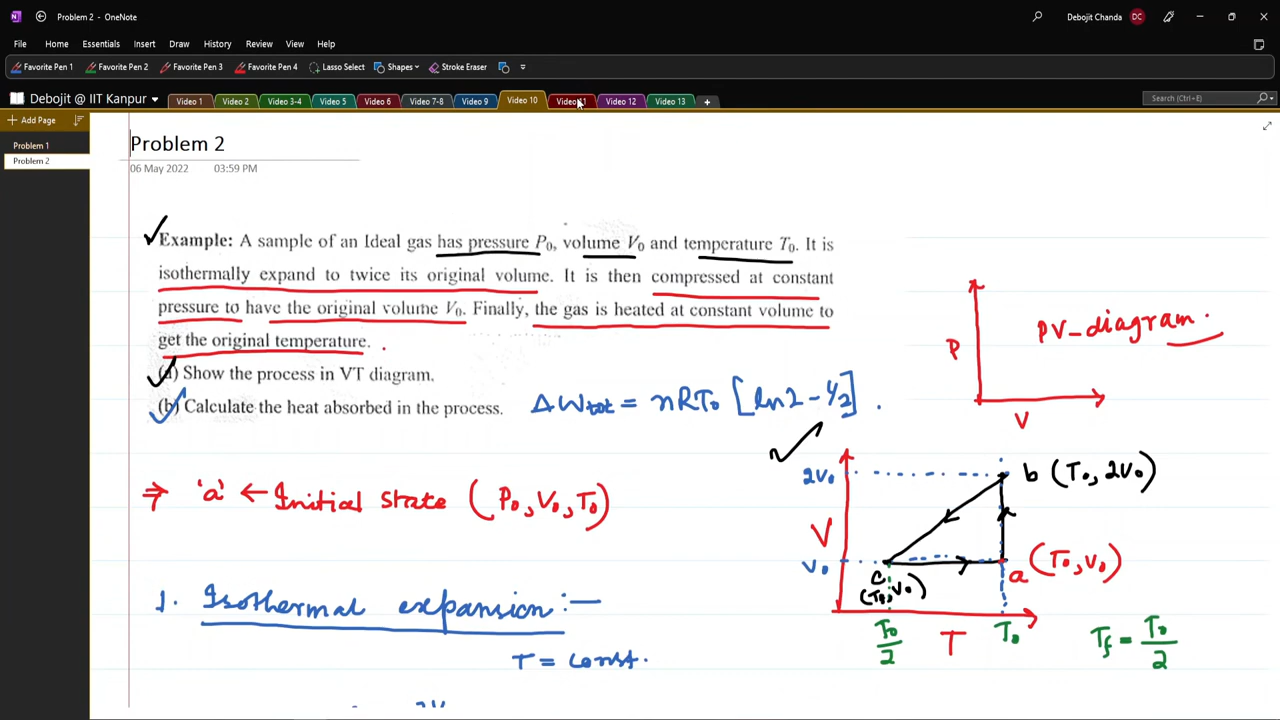 Problem 2 - OneNote
Debojit Chanda DC
File Home Essentials Insert Draw History Review View Help
Favorite Pen 1 Favorite Pen 2 Favorite Pen 3 Favorite Pen 4 Lasso Select Shapes Stroke Eraser
Debojit @ IIT Kanpur Video 1 Video 2 Video 3-4 Video 5 Video 6 Video 7-8 Video 9 Video 10 Video 11 Video 12 Video 13 + Search (Ctrl+E)
Add Page
Problem 1
Problem 2
Problem 2
06 May 2022 03:59 PM
Example: A sample of an Ideal gas has pressure P₀, volume V₀ and temperature T₀. It is
isothermally expand to twice its original volume. It is then compressed at constant
pressure to have the original volume V₀. Finally, the gas is heated at constant volume to
get the original temperature.
(a) Show the process in VT diagram.
(b) Calculate the heat absorbed in the process.
ΔWtot = nRT₀ [ln2 - 1/2].
P
PV-diagram.
V
⇒ 'a' ← Initial State (P₀, V₀, T₀)
1. Isothermal expansion :—
T = const.
2V₀
b (T₀, 2V₀)
V
V₀
a (T₀, V₀)
c
T₀/2 T T₀
Tf = T₀/2